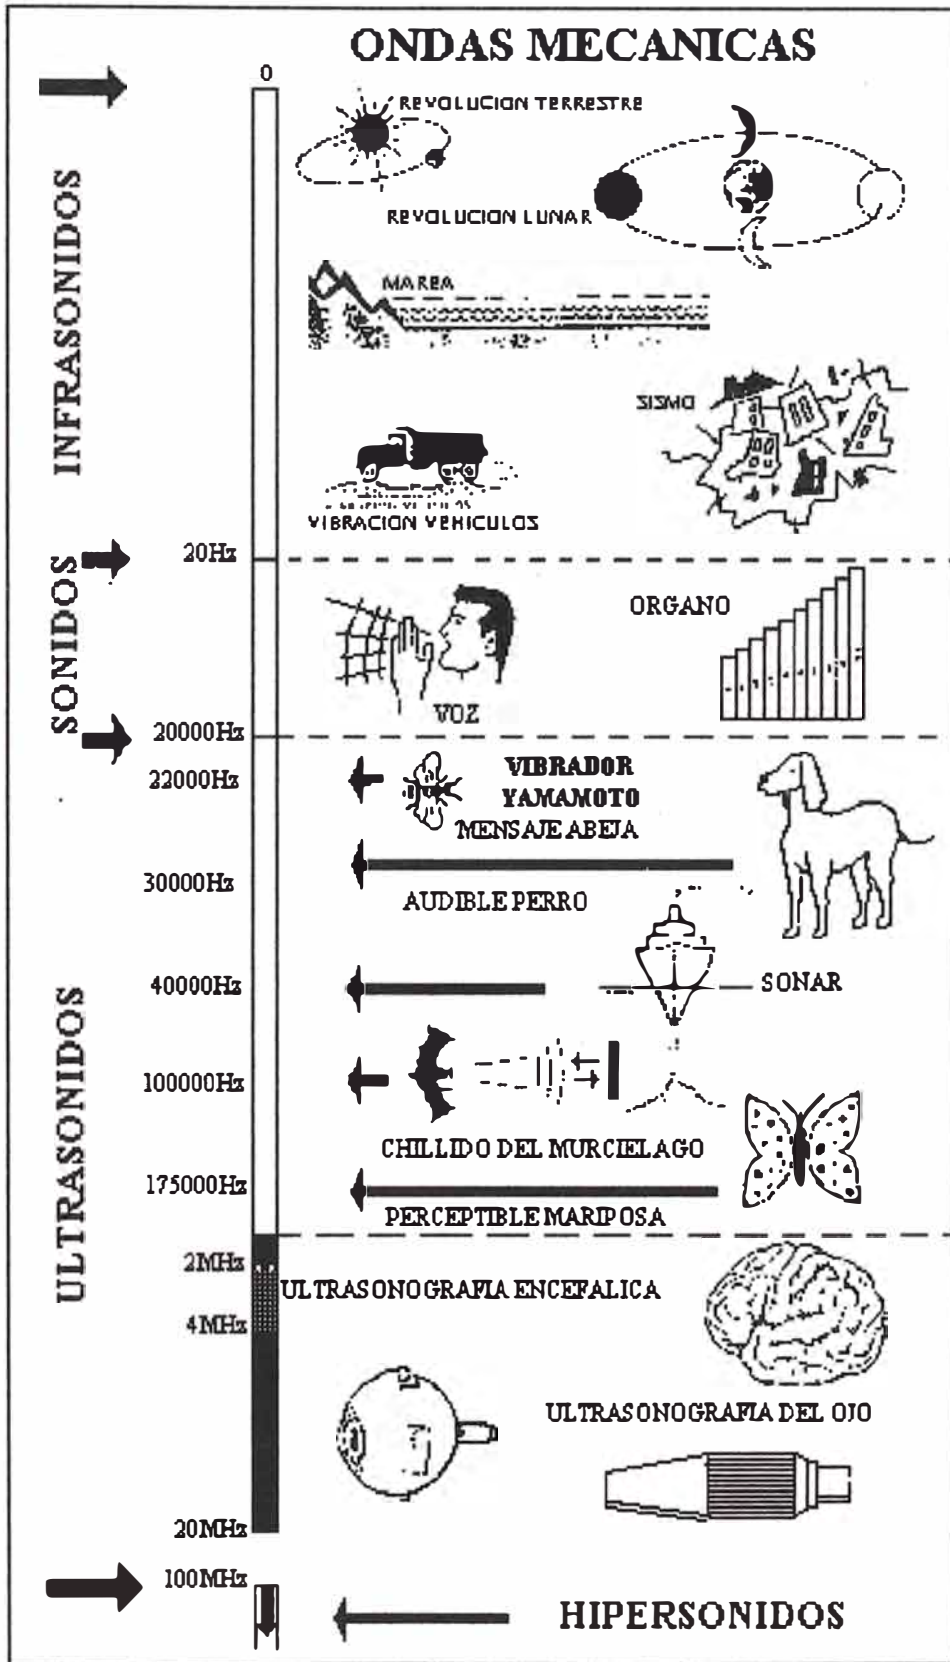 ONDAS MECANICAS
0
REVOLUCION TERRESTRE
REVOLUCION LUNAR
MAREA
INFRASONIDOS
SISMO
VIBRACION VEHICULOS
20Hz
SONIDOS
ORGANO
VOZ
20000Hz
22000Hz
VIBRADOR
YAMAMOTO
MENSAJE ABEJA
30000Hz
AUDIBLE PERRO
40000Hz
SONAR
ULTRASONIDOS
100000Hz
CHILLIDO DEL MURCIELAGO
175000Hz
PERCEPTIBLE MARIPOSA
2MHz
ULTRASONOGRAFIA ENCEFALICA
4MHz
ULTRASONOGRAFIA DEL OJO
20MHz
100MHz
HIPERSONIDOS